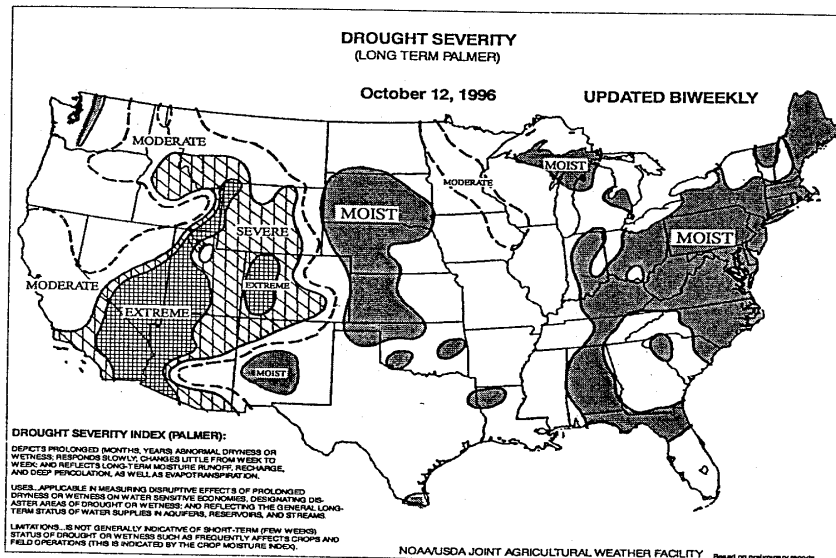 DROUGHT SEVERITY
(LONG TERM PALMER)
October 12, 1996
UPDATED BIWEEKLY
MODERATE
MOIST
MODERATE
MOIST
SEVERE
MOIST
MODERATE
EXTREME
EXTREME
MOIST
DROUGHT SEVERITY INDEX (PALMER):
DEPICTS PROLONGED (MONTHS, YEARS) ABNORMAL DRYNESS OR
WETNESS; RESPONDS SLOWLY; CHANGES LITTLE FROM WEEK TO
WEEK; AND REFLECTS LONG-TERM MOISTURE RUNOFF, RECHARGE,
AND DEEP PERCOLATION, AS WELL AS EVAPOTRANSPIRATION.
USES...APPLICABLE IN MEASURING DISRUPTIVE EFFECTS OF PROLONGED
DRYNESS OR WETNESS ON WATER SENSITIVE ECONOMIES, DESIGNATING DIS-
ASTER AREAS OF DROUGHT OR WETNESS; AND REFLECTING THE GENERAL LONG-
TERM STATUS OF WATER SUPPLIES IN AQUIFERS, RESERVOIRS, AND STREAMS.
LIMITATIONS...IS NOT GENERALLY INDICATIVE OF SHORT-TERM (FEW WEEKS)
STATUS OF DROUGHT OR WETNESS SUCH AS FREQUENTLY AFFECTS CROPS AND
FIELD OPERATIONS (THIS IS INDICATED BY THE CROP MOISTURE INDEX).
NOAA/USDA JOINT AGRICULTURAL WEATHER FACILITY
Based on preliminary reports